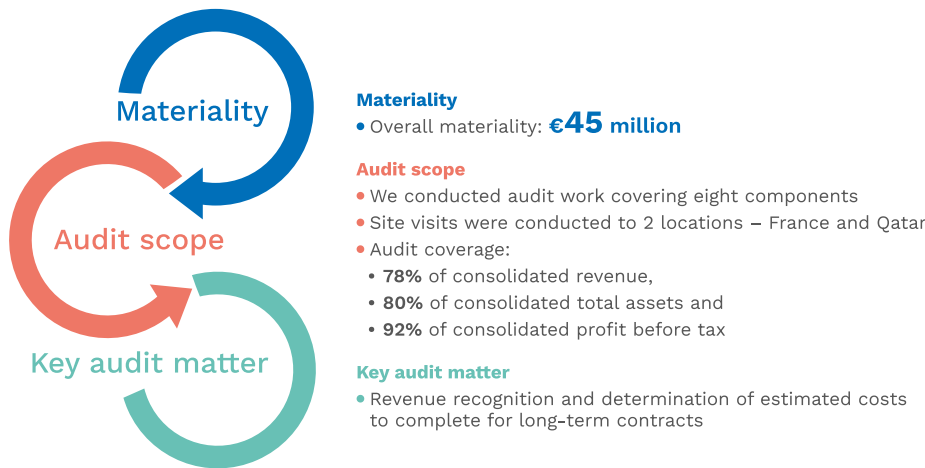 Materiality
Audit scope
Key audit matter
Materiality
• Overall materiality: €45 million
Audit scope
• We conducted audit work covering eight components
• Site visits were conducted to 2 locations – France and Qatar
• Audit coverage:
• 78% of consolidated revenue,
• 80% of consolidated total assets and
• 92% of consolidated profit before tax
Key audit matter
• Revenue recognition and determination of estimated costs
to complete for long-term contracts